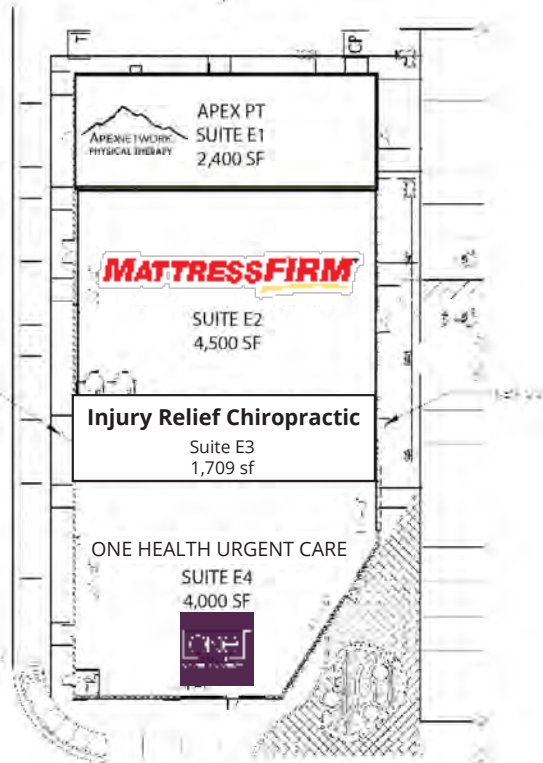 CP
APEX PT
SUITE E1
2,400 SF
APEXNETWORK
PHYSICAL THERAPY
MATTRESSFIRM
SUITE E2
4,500 SF
Injury Relief Chiropractic
Suite E3
1,709 sf
ONE HEALTH URGENT CARE
SUITE E4
4,000 SF
ONE